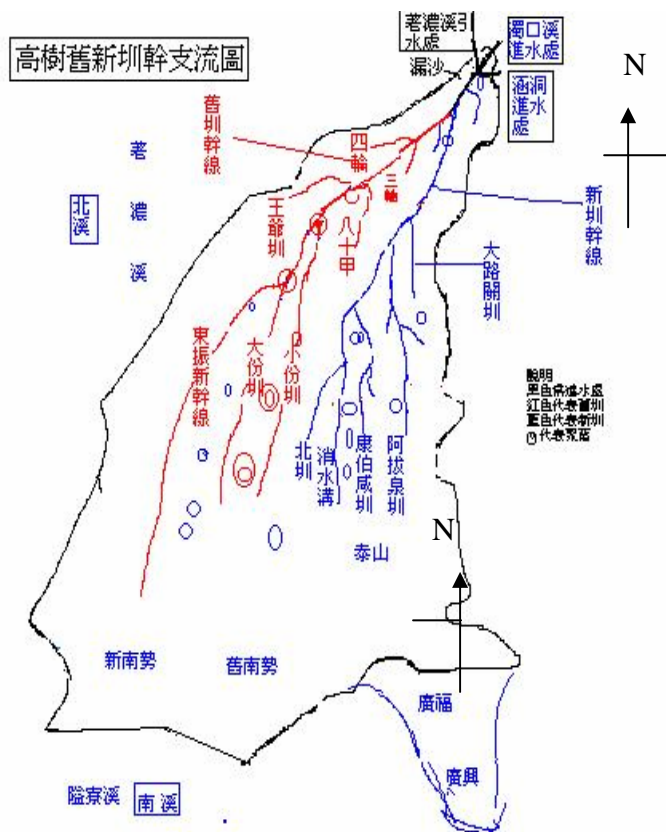 高樹舊新圳幹支流圖
著濃溪引
水處
濁口溪
進水處
漏沙
涵洞
進水
處
N
舊圳幹線
四輪
三輪
著濃溪
北溪
王爺圳
八十甲
新圳幹線
大路關圳
東振新幹線
大份圳
小份圳
北圳
消水溝
康伯咸圳
阿拔泉圳
說明
黑色為進水處
紅色代表舊圳
藍色代表新圳
代表聚落
N
泰山
新南勢
舊南勢
廣福
廣興
隘寮溪
南溪